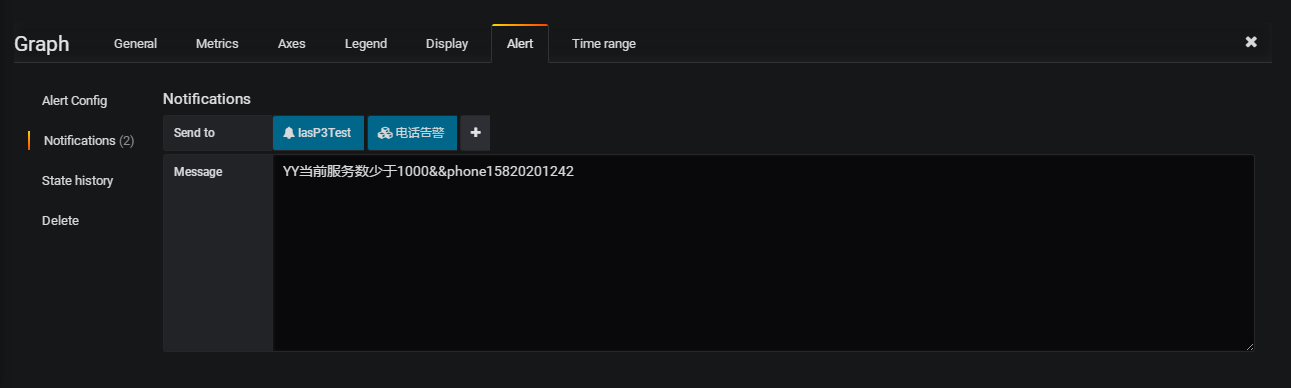 Graph General Metrics Axes Legend Display Alert Time range
Alert Config
Notifications (2)
State history
Delete
Notifications
Send to IasP3Test 电话告警
Message YY当前服务数少于1000&&phone15820201242